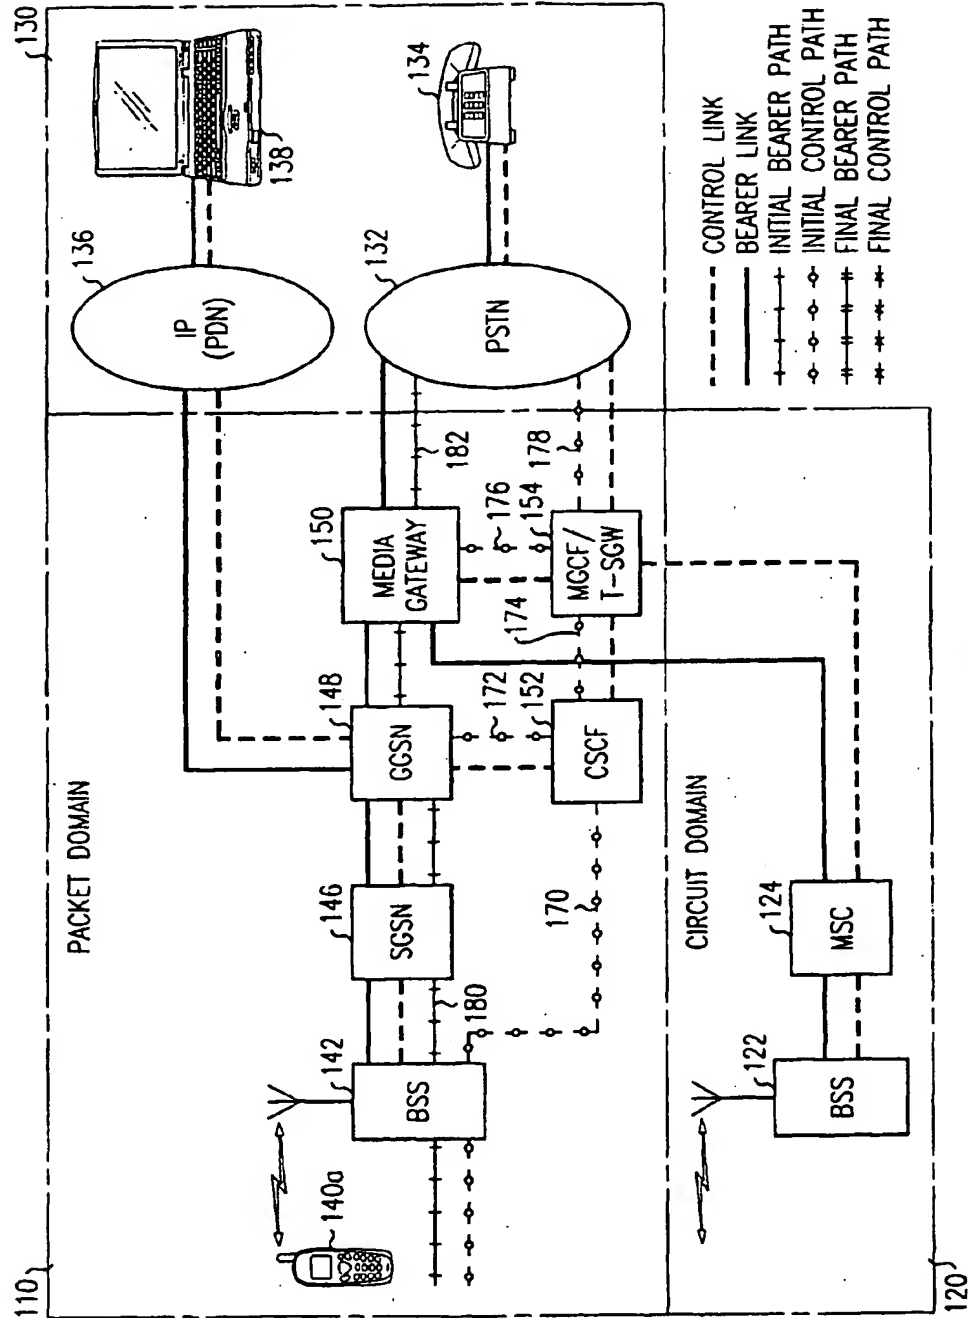 110
130
PACKET DOMAIN
136
IP
(PDN)
138
140a
142
BSS
180
146
SGSN
148
GGSN
150
MEDIA
GATEWAY
182
132
PSTN
134
170
172
152
CSCF
174
176
154
MGCF/
T-SGW
178
CIRCUIT DOMAIN
122
BSS
124
MSC
120
CONTROL LINK
BEARER LINK
INITIAL BEARER PATH
INITIAL CONTROL PATH
FINAL BEARER PATH
FINAL CONTROL PATH